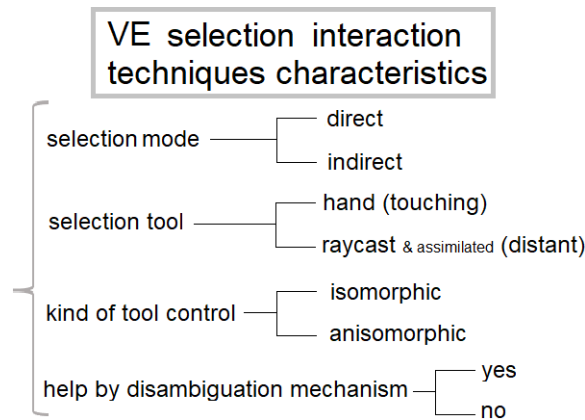 VE selection interaction
techniques characteristics
selection mode
direct
indirect
selection tool
hand (touching)
raycast & assimilated (distant)
kind of tool control
isomorphic
anisomorphic
help by disambiguation mechanism
yes
no